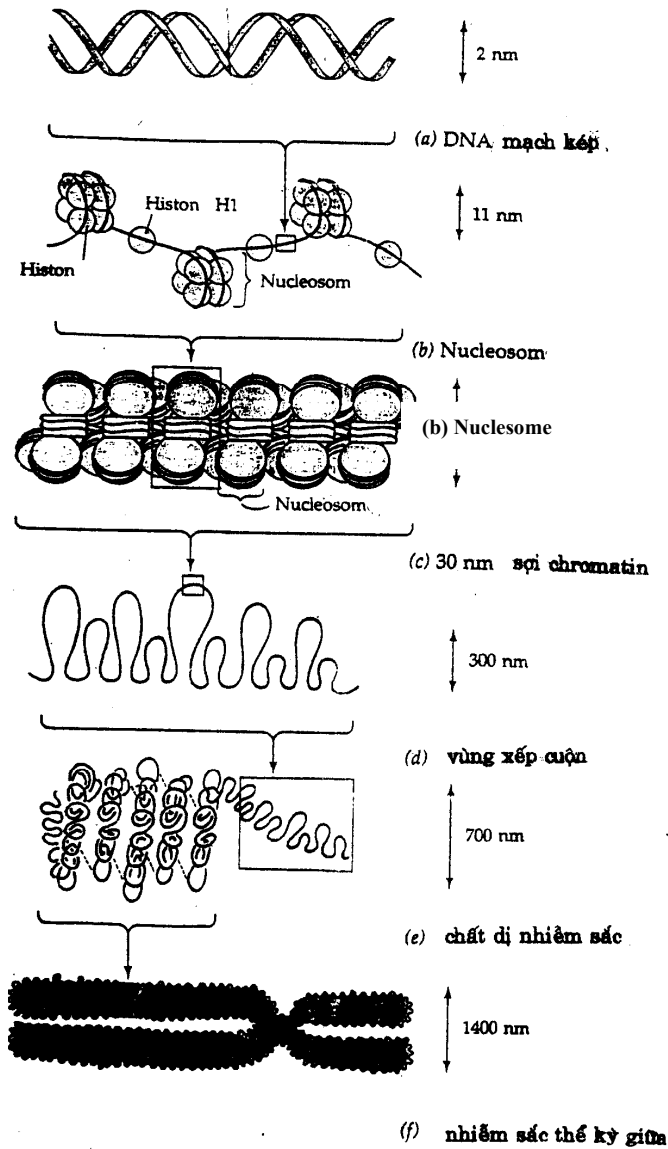 2 nm
(a) DNA mạch kép
Histon H1
11 nm
Histon
Nucleosom
(b) Nucleosom
(b) Nuclesome
Nucleosom
(c) 30 nm sợi chromatin
300 nm
(d) vùng xếp cuộn
700 nm
(e) chất dị nhiễm sắc
1400 nm
(f) nhiễm sắc thể kỳ giữa